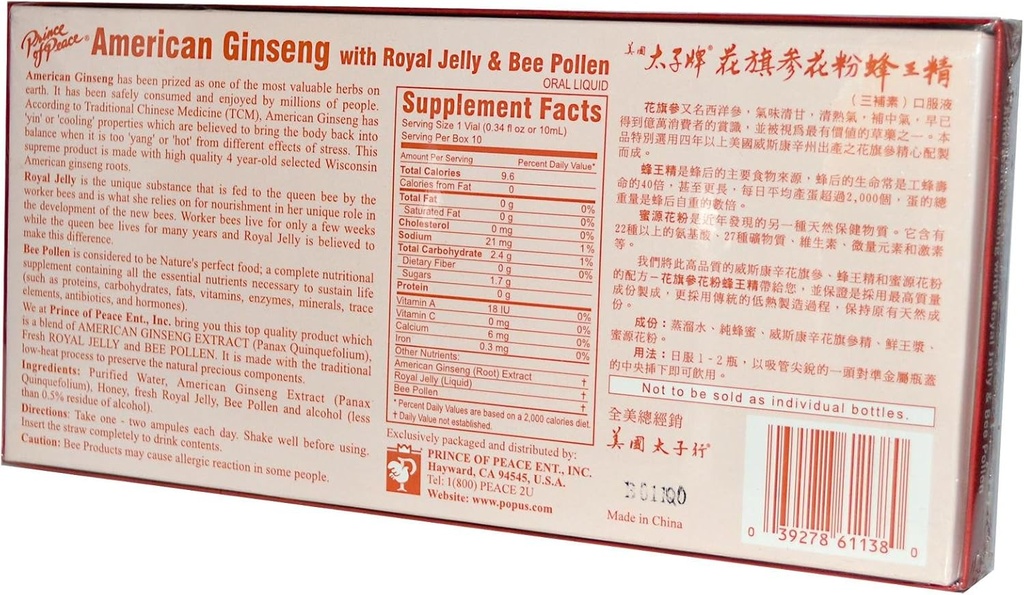 Prince of Peace® American Ginseng with Royal Jelly & Bee Pollen
ORAL LIQUID
American Ginseng has been prized as one of the most valuable herbs on
earth. It has been safely consumed and enjoyed by millions of people.
According to Traditional Chinese Medicine (TCM), American Ginseng has
'yin' or 'cooling' properties which are believed to bring the body back into
balance when it is too 'yang' or 'hot' from different effects of stress. This
supreme product is made with high quality 4 year-old selected Wisconsin
American ginseng roots.
Royal Jelly is the unique substance that is fed to the queen bee by the
worker bees and is what she relies on for nourishment in her unique role in
the development of the new bees. Worker bees live for only a few weeks
while the queen bee lives for many years and Royal Jelly is believed to
make this difference.
Bee Pollen is considered to be Nature's perfect food; a complete nutritional
supplement containing all the essential nutrients necessary to sustain life
(such as proteins, carbohydrates, fats, vitamins, enzymes, minerals, trace
elements, antibiotics, and hormones).
We at Prince of Peace Ent., Inc. bring you this top quality product which
is a blend of AMERICAN GINSENG EXTRACT (Panax Quinquefolium),
Fresh ROYAL JELLY and BEE POLLEN. It is made with the traditional
low-heat process to preserve the natural precious components.
Ingredients: Purified Water, American Ginseng Extract (Panax
Quinquefolium), Honey, fresh Royal Jelly, Bee Pollen and alcohol (less
than 0.5% residue of alcohol).
Directions: Take one - two ampules each day. Shake well before using.
Insert the straw completely to drink contents.
Caution: Bee Products may cause allergic reaction in some people.
Supplement Facts
Serving Size 1 Vial (0.34 fl oz or 10mL)
Serving Per Box 10
Amount Per Serving Percent Daily Value*
Total Calories 9.6
Calories from Fat 0
Total Fat 0 g 0%
Saturated Fat 0 g 0%
Cholesterol 0 mg 0%
Sodium 21 mg 1%
Total Carbohydrate 2.4 g 1%
Dietary Fiber 0 g 0%
Sugars 1.7 g
Protein 0 g
Vitamin A 18 IU 0%
Vitamin C 0 mg 0%
Calcium 6 mg 0%
Iron 0.3 mg 0%
Other Nutrients:
American Ginseng (Root) Extract †
Royal Jelly (Liquid) †
Bee Pollen †
* Percent Daily Values are based on a 2,000 calories diet.
† Daily Value not established.
Exclusively packaged and distributed by:
PRINCE OF PEACE ENT., INC.
Hayward, CA 94545, U.S.A.
Tel: 1(800) PEACE 2U
Website: www.popus.com
美國 太子牌® 花旗參花粉蜂王精
(三補素) 口服液
花旗參又名西洋參，氣味清甘，清熱氣，補中氣，早已
得到億萬消費者的賞識，並被視爲最有價值的草藥之一。本
品特別選用四年以上美國威斯康辛州出產之花旗參精心配製
而成。
蜂王精是蜂后的主要食物來源，蜂后的生命常是工蜂壽
命的40倍，甚至更長，每日平均產蛋超過2,000個，蛋的總
重量是蜂后自重的數倍。
蜜源花粉是近年發現的另一種天然保健物質。它含有
22種以上的氨基酸、27種礦物質、維生素、微量元素和激素
等。
我們將此高品質的威斯康辛花旗參、蜂王精和蜜源花粉
的配方－花旗參花粉蜂王精帶給您，並保證是採用最高質量
成份製成，更採用傳統的低熱製造過程，保持原有天然成
份。
成份：蒸溜水、純蜂蜜、威斯康辛花旗參精、鮮王漿、
蜜源花粉。
用法：日服1-2瓶，以吸管尖銳的一頭對準金屬瓶蓋
的中央插下即可飲用。
Not to be sold as individual bottles.
全美總經銷
美國太子行®
Made in China
0 39278 61138 0
with Royal Jelly & Bee Pollen